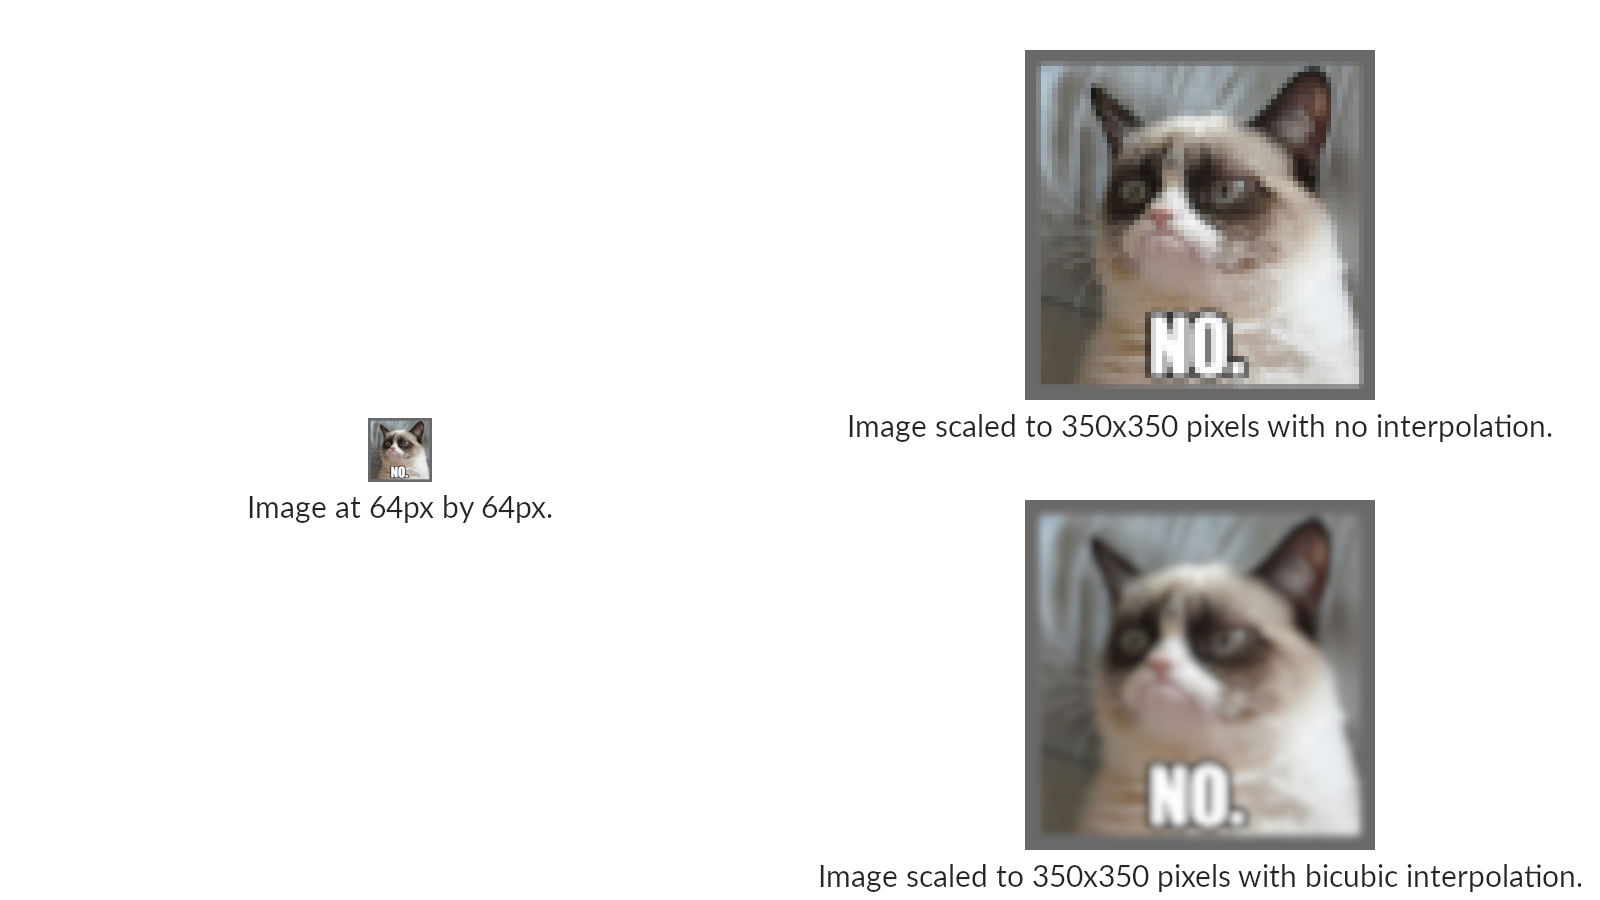 NO.
Image at 64px by 64px.
NO.
Image scaled to 350x350 pixels with no interpolation.
NO.
Image scaled to 350x350 pixels with bicubic interpolation.